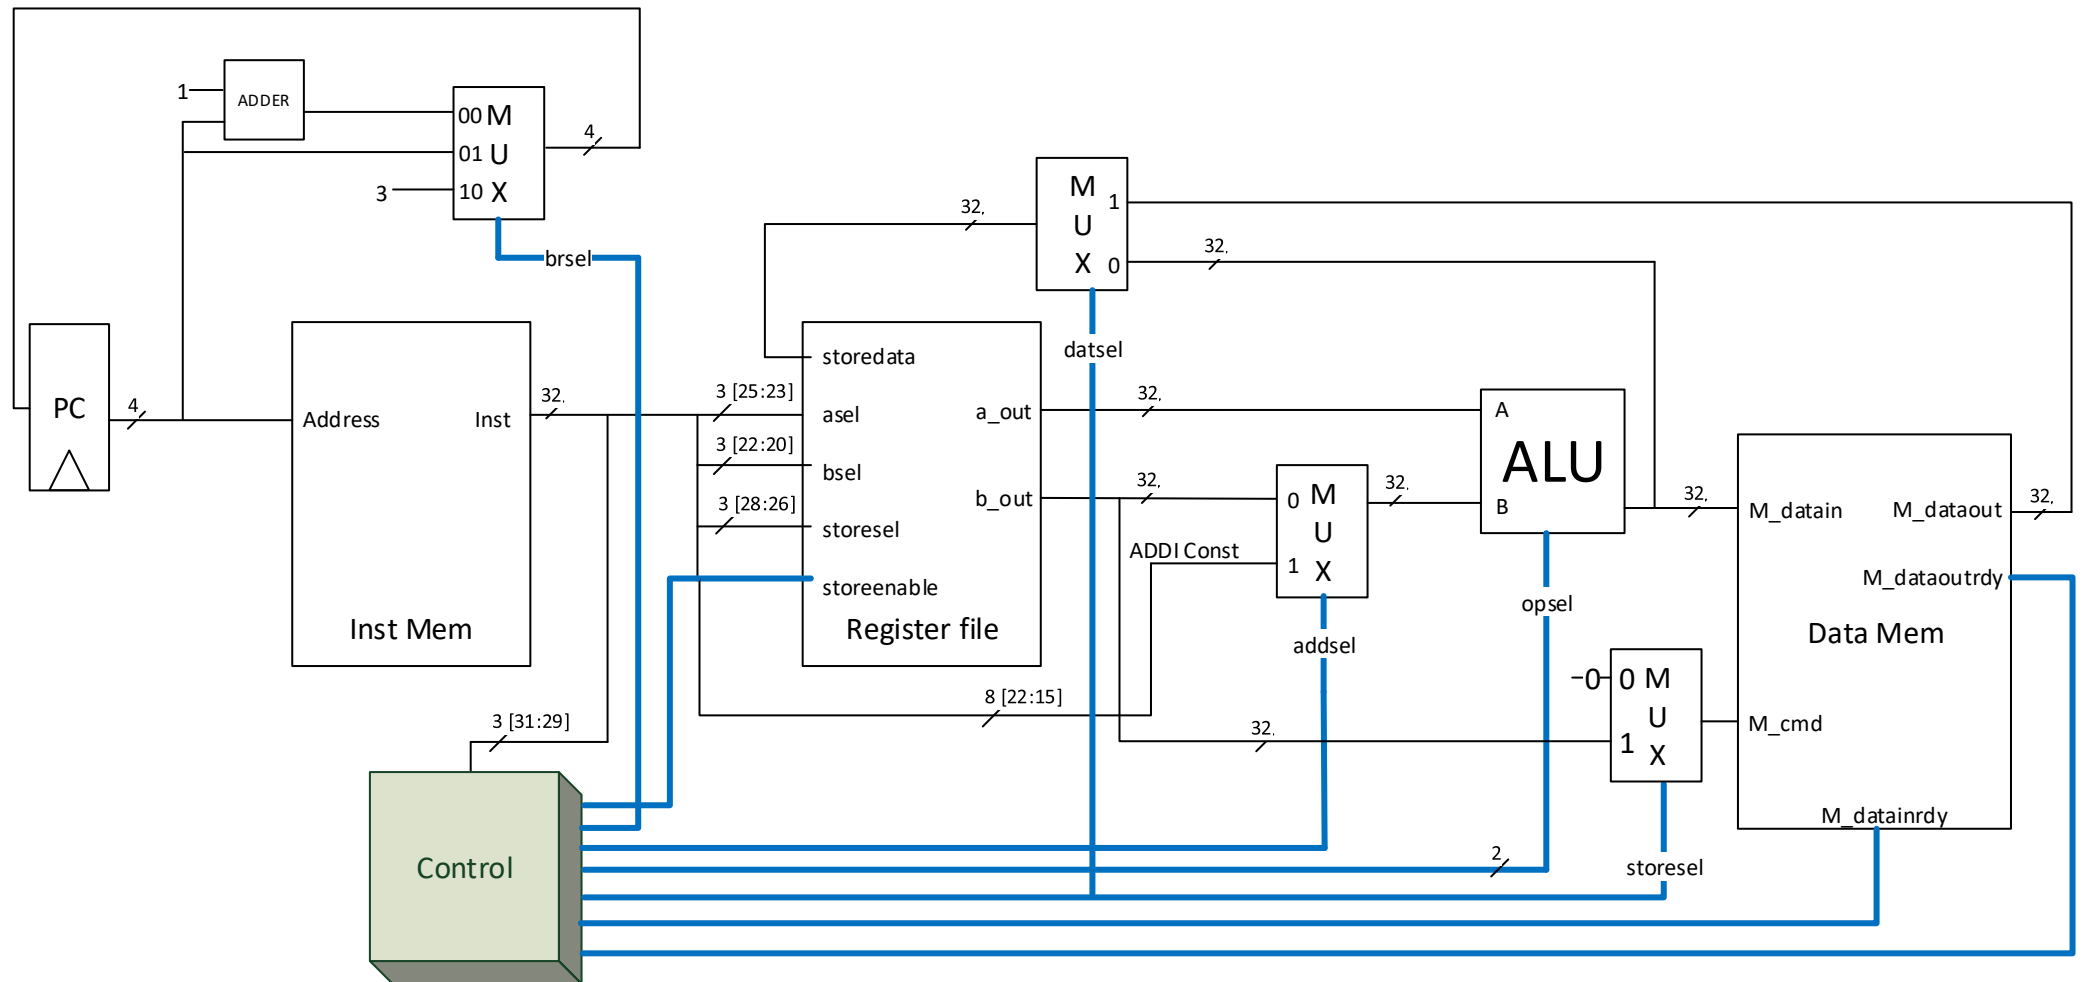 1
ADDER
00 M
01 U
10 X
3
4
brsel
PC
4
Address
Inst
Inst Mem
32
3 [31:29]
Control
3 [25:23]
3 [22:20]
3 [28:26]
storedata
asel
bsel
storesel
storeenable
a_out
b_out
Register file
32
M
U
X
1
0
32
datsel
32
32
ADDI Const
0 M
U
1 X
addsel
32
8 [22:15]
32
A
B
ALU
opsel
2
32
-0
0 M
U
1 X
storesel
M_datain
M_dataout
M_dataoutrdy
Data Mem
M_cmd
M_datainrdy
32